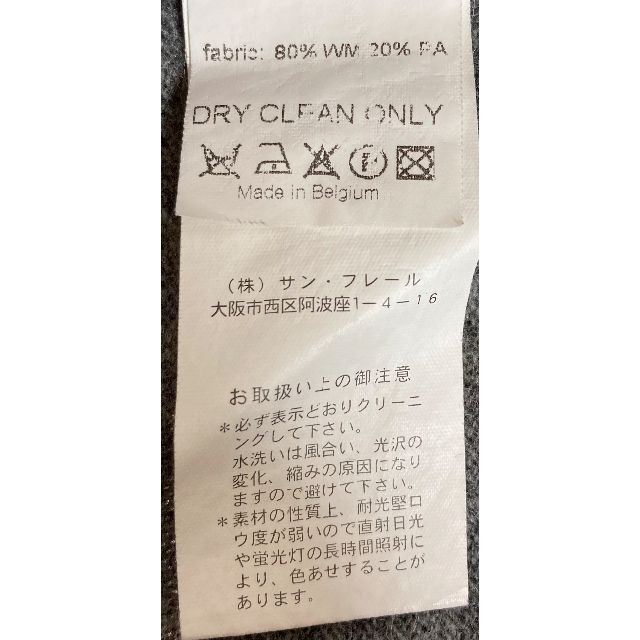 fabric: 80% WM 20% PA
DRY CLEAN ONLY
Made in Belgium
（株）サン・フレール
大阪市西区阿波座1－4－16
お取扱い上の御注意
＊必ず表示どおりクリーニ
ングして下さい。
水洗いは風合い、光沢の
変化、縮みの原因になり
ますので避けて下さい。
＊素材の性質上、耐光堅ロ
ウ度が弱いので直射日光
や蛍光灯の長時間照射に
より、色あせすることが
あります。